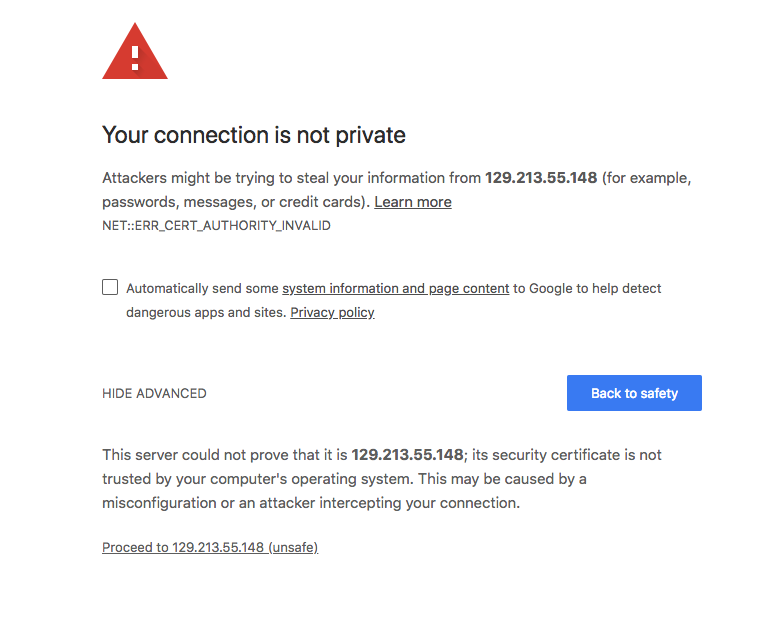 Your connection is not private
Attackers might be trying to steal your information from 129.213.55.148 (for example,
passwords, messages, or credit cards). Learn more
NET::ERR_CERT_AUTHORITY_INVALID
Automatically send some system information and page content to Google to help detect
dangerous apps and sites. Privacy policy
HIDE ADVANCED
Back to safety
This server could not prove that it is 129.213.55.148; its security certificate is not
trusted by your computer's operating system. This may be caused by a
misconfiguration or an attacker intercepting your connection.
Proceed to 129.213.55.148 (unsafe)